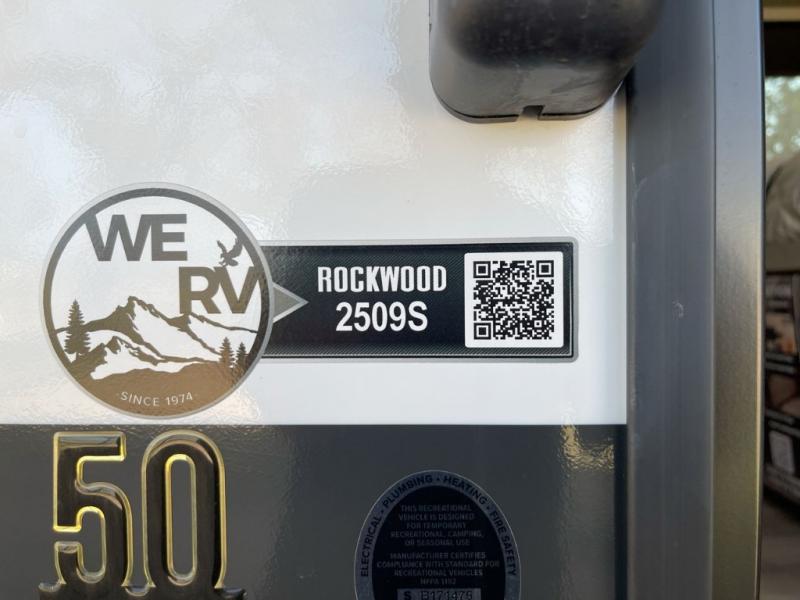 WE
RV
·SINCE 1974·
ROCKWOOD
2509S
50
ELECTRICAL · PLUMBING · HEATING · FIRE SAFETY
THIS RECREATIONAL
VEHICLE IS DESIGNED
FOR TEMPORARY
RECREATIONAL, CAMPING,
OR SEASONAL USE
MANUFACTURER CERTIFIES
COMPLIANCE WITH STANDARD FOR
RECREATIONAL VEHICLES
NFPA 1192
S B171475